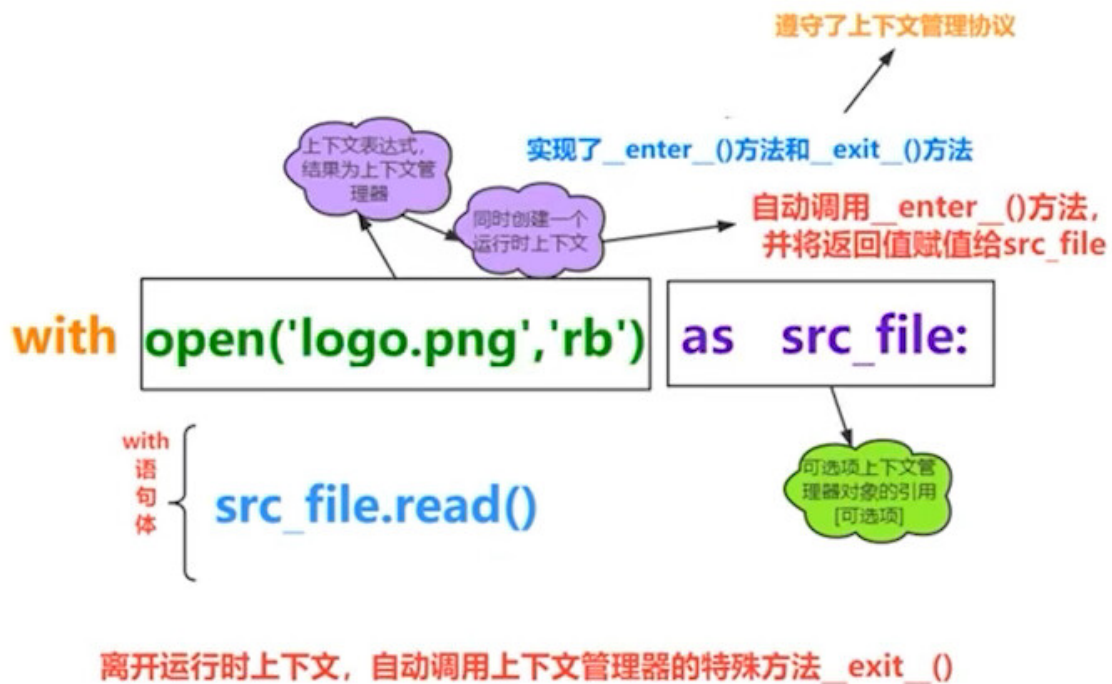 遵守了上下文管理协议
实现了__enter__()方法和__exit__()方法
上下文表达式,
结果为上下文管
理器
同时创建一个
运行时上下文
自动调用__enter__()方法,
并将返回值赋值给src_file
with open('logo.png','rb') as src_file:
with
语
句
体
src_file.read()
可选项上下文管
理器对象的引用
[可选项]
离开运行时上下文，自动调用上下文管理器的特殊方法__exit__()